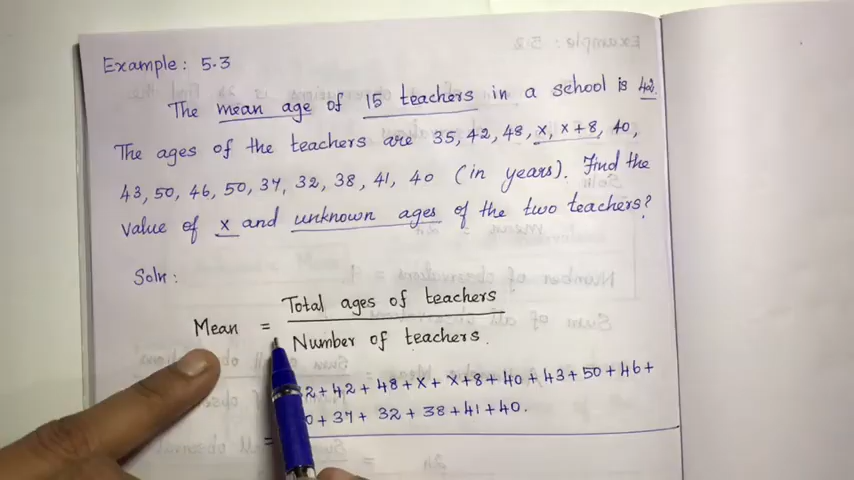 Example: 5.3
The mean age of 15 teachers in a school is 42.
The ages of the teachers are 35, 42, 48, x, x+8, 40,
43, 50, 46, 50, 37, 32, 38, 41, 40 (in years). Find the
value of x and unknown ages of the two teachers?
Soln:
Total ages of teachers
Mean =
Number of teachers.
2+42+48+x+x+8+40+43+50+46+
0+37+32+38+41+40.
=